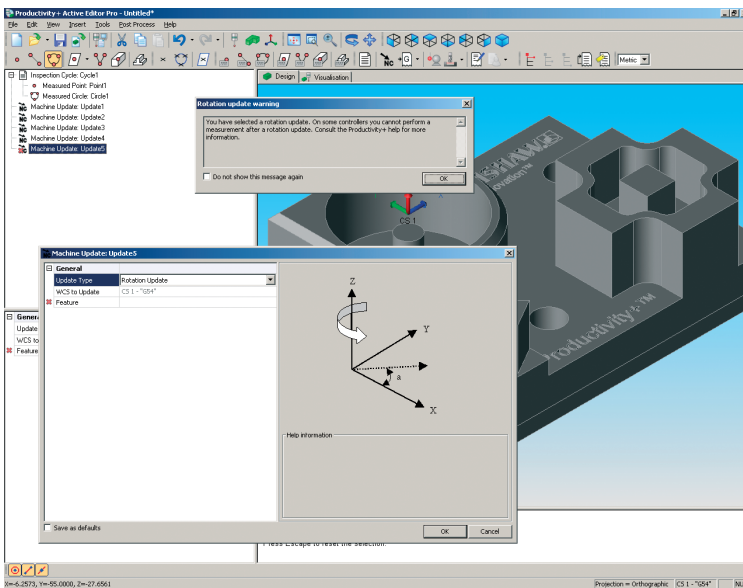 Productivity+ Active Editor Pro - Untitled*
File Edit View Insert Tools Post Process Help
Metric
Inspection Cycle: Cycle1
Measured Point: Point1
Measured Circle: Circle1
Machine Update: Update1
Machine Update: Update2
Machine Update: Update3
Machine Update: Update4
Machine Update: Update5
Design Visualisation
Rotation update warning
You have selected a rotation update. On some controllers you cannot perform a
measurement after a rotation update. Consult the Productivity+ help for more
information.
Do not show this message again
OK
CS 1
Productivity+™
Machine Update: Update5
General
Update Type Rotation Update
WCS to Update CS 1 - "G54"
Feature
Z
Y
a
X
Help information
Save as defaults
OK Cancel
Update
WCS to
Feature
Press Escape to reset the selection.
X=-6.2573, Y=-55.0000, Z=-27.6561
Projection = Orthographic CS 1 - "G54" NU